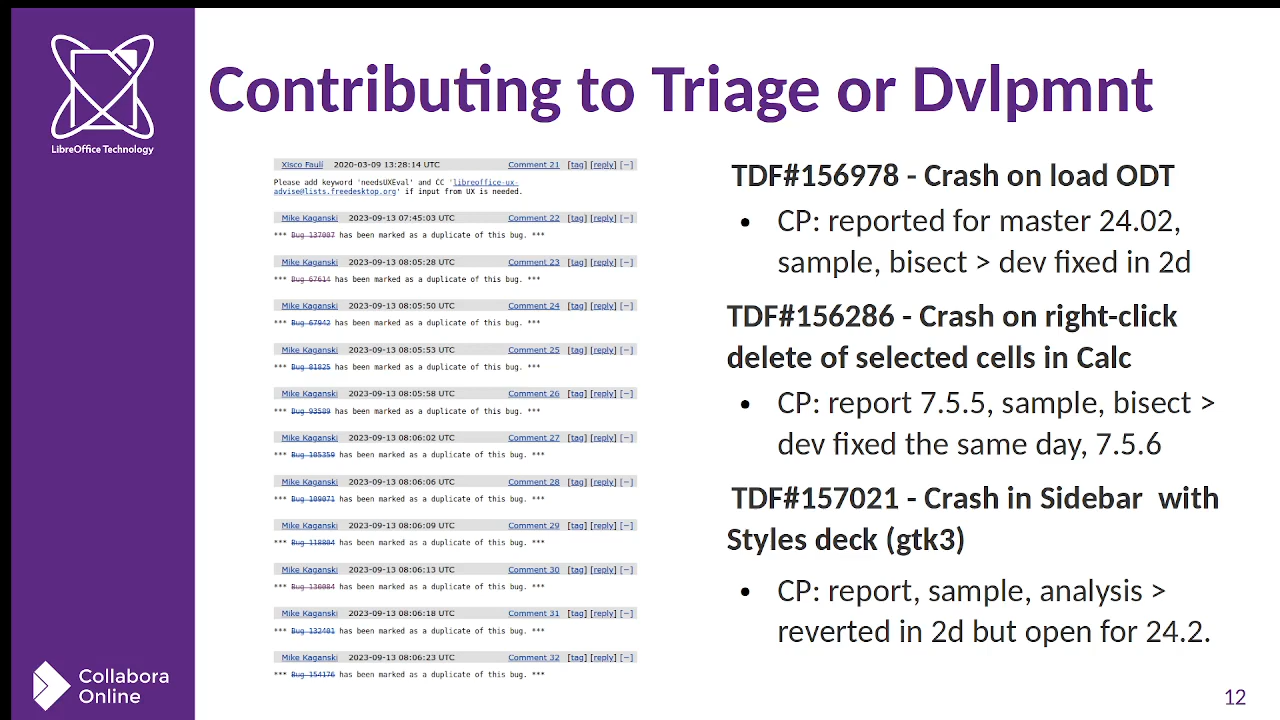 LibreOffice Technology
Contributing to Triage or Dvlpmnt
Xisco Faulí 2020-03-09 13:28:14 UTC Comment 21 [tag] [reply] [−]
Please add keyword 'needsUXEval' and CC 'libreoffice-ux-
advise@lists.freedesktop.org' if input from UX is needed.
Mike Kaganski 2023-09-13 07:45:03 UTC Comment 22 [tag] [reply] [−]
*** Bug 137007 has been marked as a duplicate of this bug. ***
Mike Kaganski 2023-09-13 08:05:28 UTC Comment 23 [tag] [reply] [−]
*** Bug 67614 has been marked as a duplicate of this bug. ***
Mike Kaganski 2023-09-13 08:05:50 UTC Comment 24 [tag] [reply] [−]
*** Bug 67942 has been marked as a duplicate of this bug. ***
Mike Kaganski 2023-09-13 08:05:53 UTC Comment 25 [tag] [reply] [−]
*** Bug 81825 has been marked as a duplicate of this bug. ***
Mike Kaganski 2023-09-13 08:05:58 UTC Comment 26 [tag] [reply] [−]
*** Bug 93589 has been marked as a duplicate of this bug. ***
Mike Kaganski 2023-09-13 08:06:02 UTC Comment 27 [tag] [reply] [−]
*** Bug 105359 has been marked as a duplicate of this bug. ***
Mike Kaganski 2023-09-13 08:06:06 UTC Comment 28 [tag] [reply] [−]
*** Bug 109071 has been marked as a duplicate of this bug. ***
Mike Kaganski 2023-09-13 08:06:09 UTC Comment 29 [tag] [reply] [−]
*** Bug 118804 has been marked as a duplicate of this bug. ***
Mike Kaganski 2023-09-13 08:06:13 UTC Comment 30 [tag] [reply] [−]
*** Bug 130084 has been marked as a duplicate of this bug. ***
Mike Kaganski 2023-09-13 08:06:18 UTC Comment 31 [tag] [reply] [−]
*** Bug 132401 has been marked as a duplicate of this bug. ***
Mike Kaganski 2023-09-13 08:06:23 UTC Comment 32 [tag] [reply] [−]
*** Bug 154176 has been marked as a duplicate of this bug. ***
TDF#156978 - Crash on load ODT
• CP: reported for master 24.02,
sample, bisect > dev fixed in 2d
TDF#156286 - Crash on right-click
delete of selected cells in Calc
• CP: report 7.5.5, sample, bisect >
dev fixed the same day, 7.5.6
TDF#157021 - Crash in Sidebar with
Styles deck (gtk3)
• CP: report, sample, analysis >
reverted in 2d but open for 24.2.
Collabora
Online
12